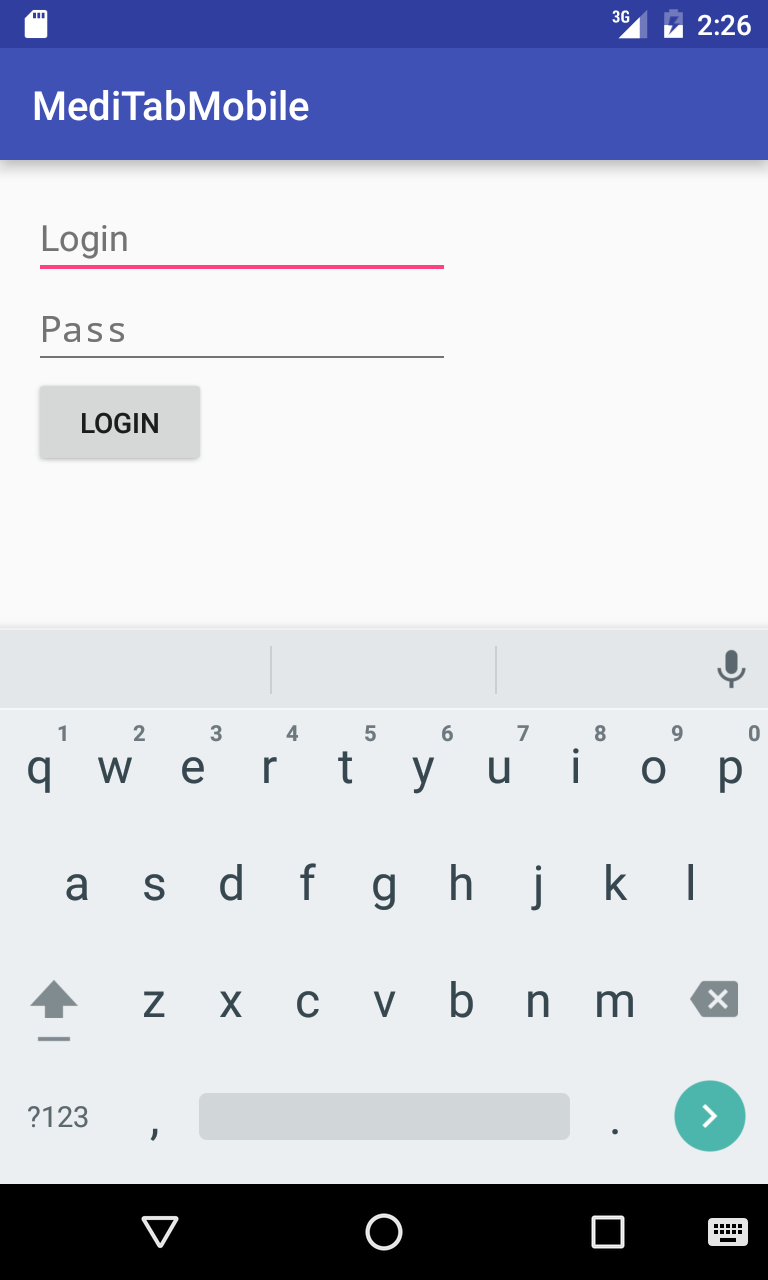 3G 2:26
MediTabMobile
Login
Pass
LOGIN
1 2 3 4 5 6 7 8 9 0
q w e r t y u i o p
a s d f g h j k l
z x c v b n m
?123 , .